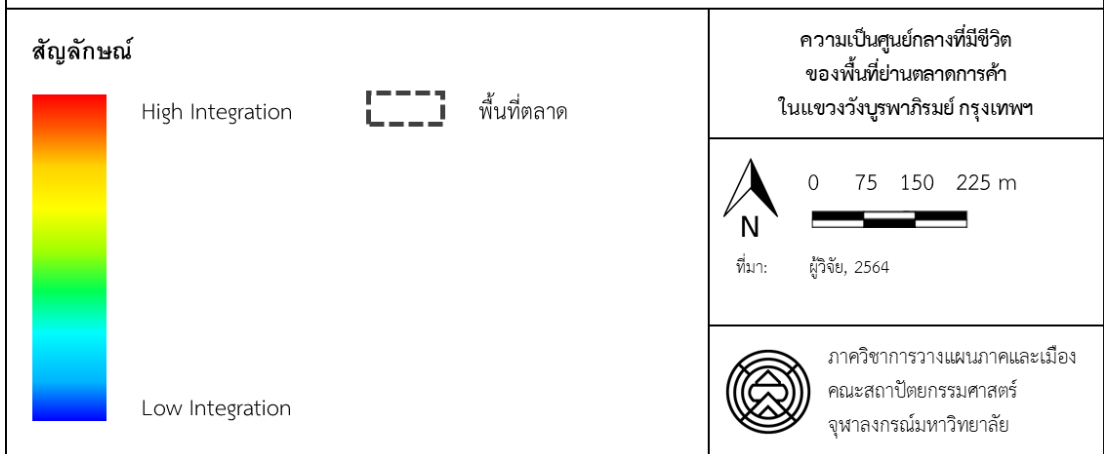 สัญลักษณ์
High Integration
พื้นที่ตลาด
Low Integration
ความเป็นศูนย์กลางที่มีชีวิต
ของพื้นที่ย่านตลาดการค้า
ในแขวงวังบูรพาภิรมย์ กรุงเทพฯ
N
0 75 150 225 m
ที่มา: ผู้วิจัย, 2564
ภาควิชาการวางแผนภาคและเมือง
คณะสถาปัตยกรรมศาสตร์
จุฬาลงกรณ์มหาวิทยาลัย